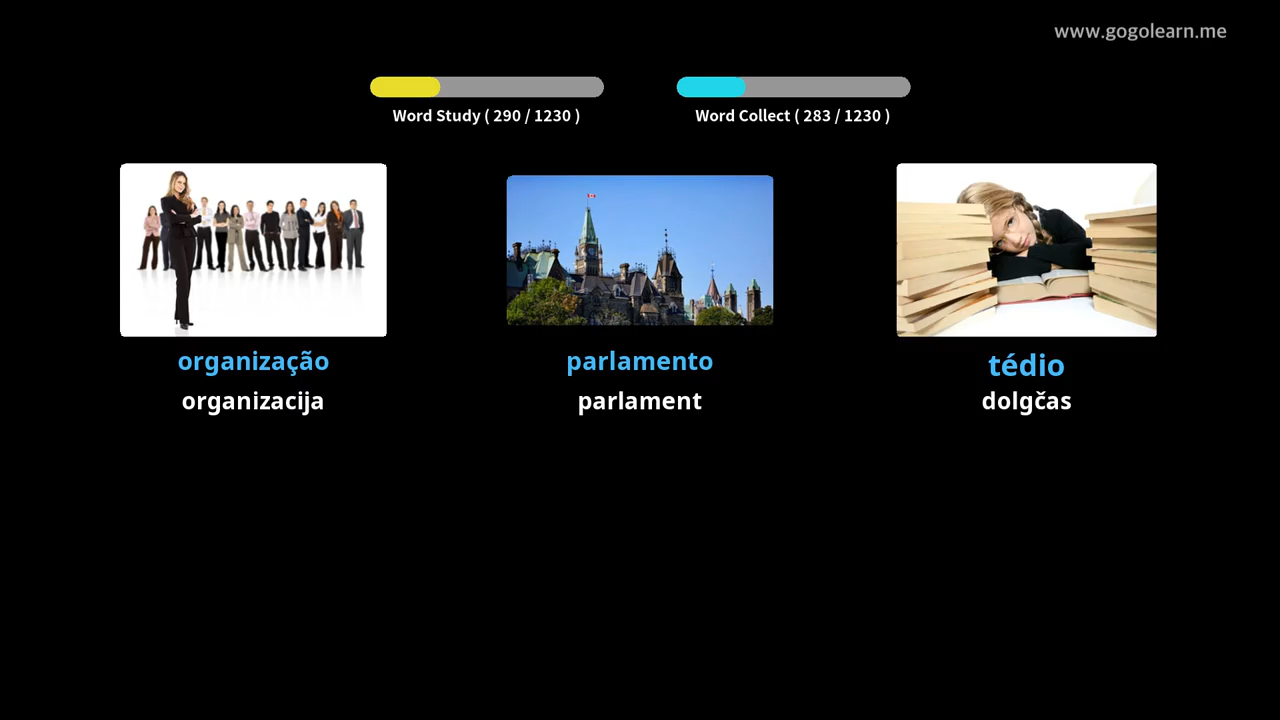 www.gogolearn.me
Word Study ( 290 / 1230 )
Word Collect ( 283 / 1230 )
organização
organizacija
parlamento
parlament
tédio
dolgčas